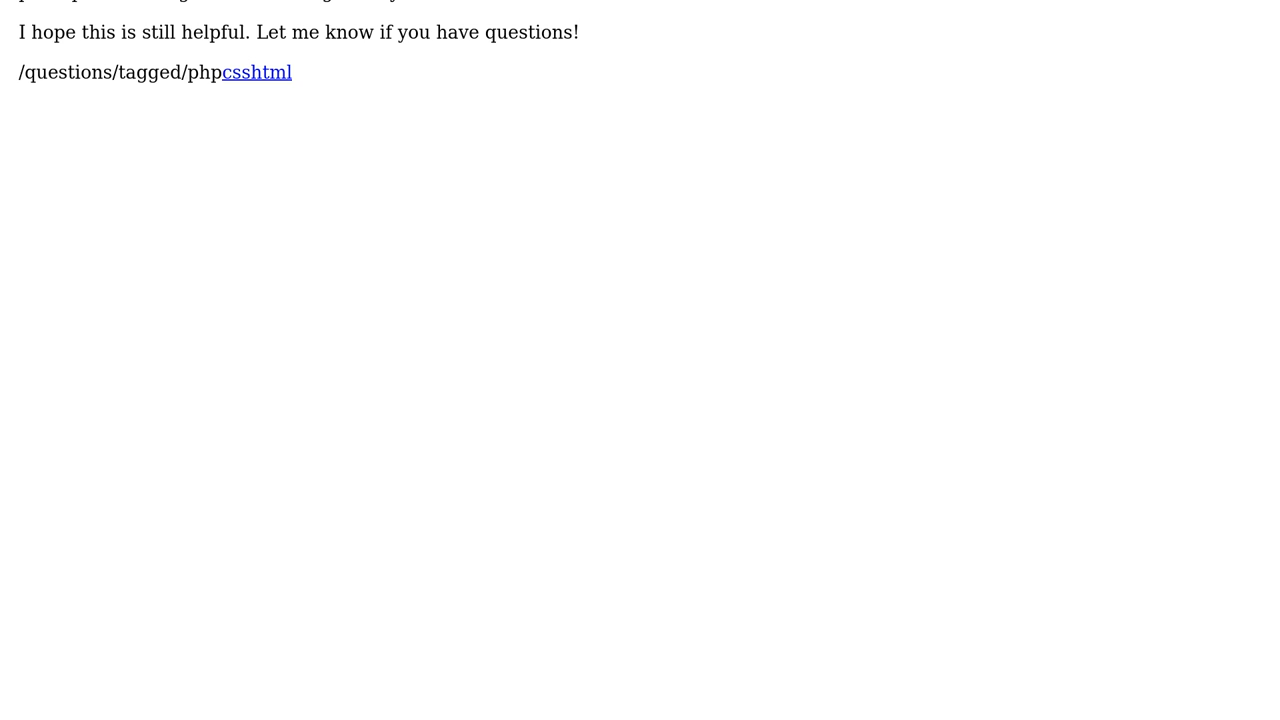 I hope this is still helpful. Let me know if you have questions!
/questions/tagged/phpcsshtml